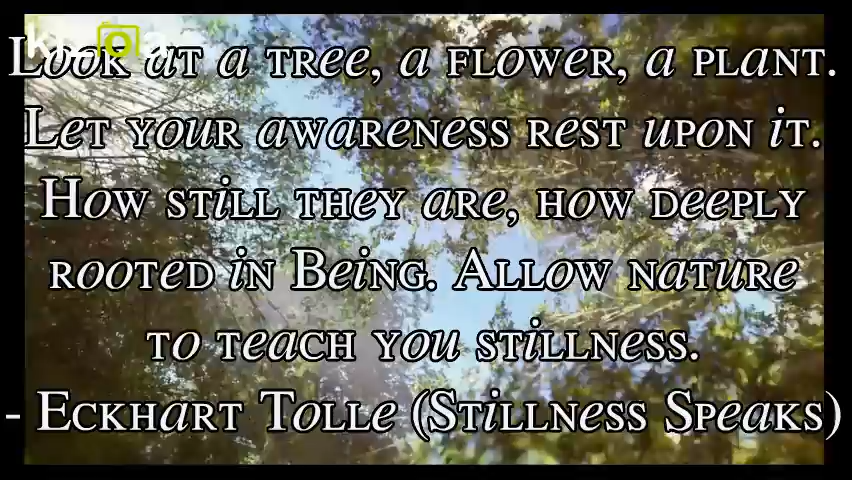 kizoa
Look at a tree, a flower, a plant.
Let your awareness rest upon it.
How still they are, how deeply
rooted in Being. Allow nature
to teach you stillness.
- Eckhart Tolle (Stillness Speaks)